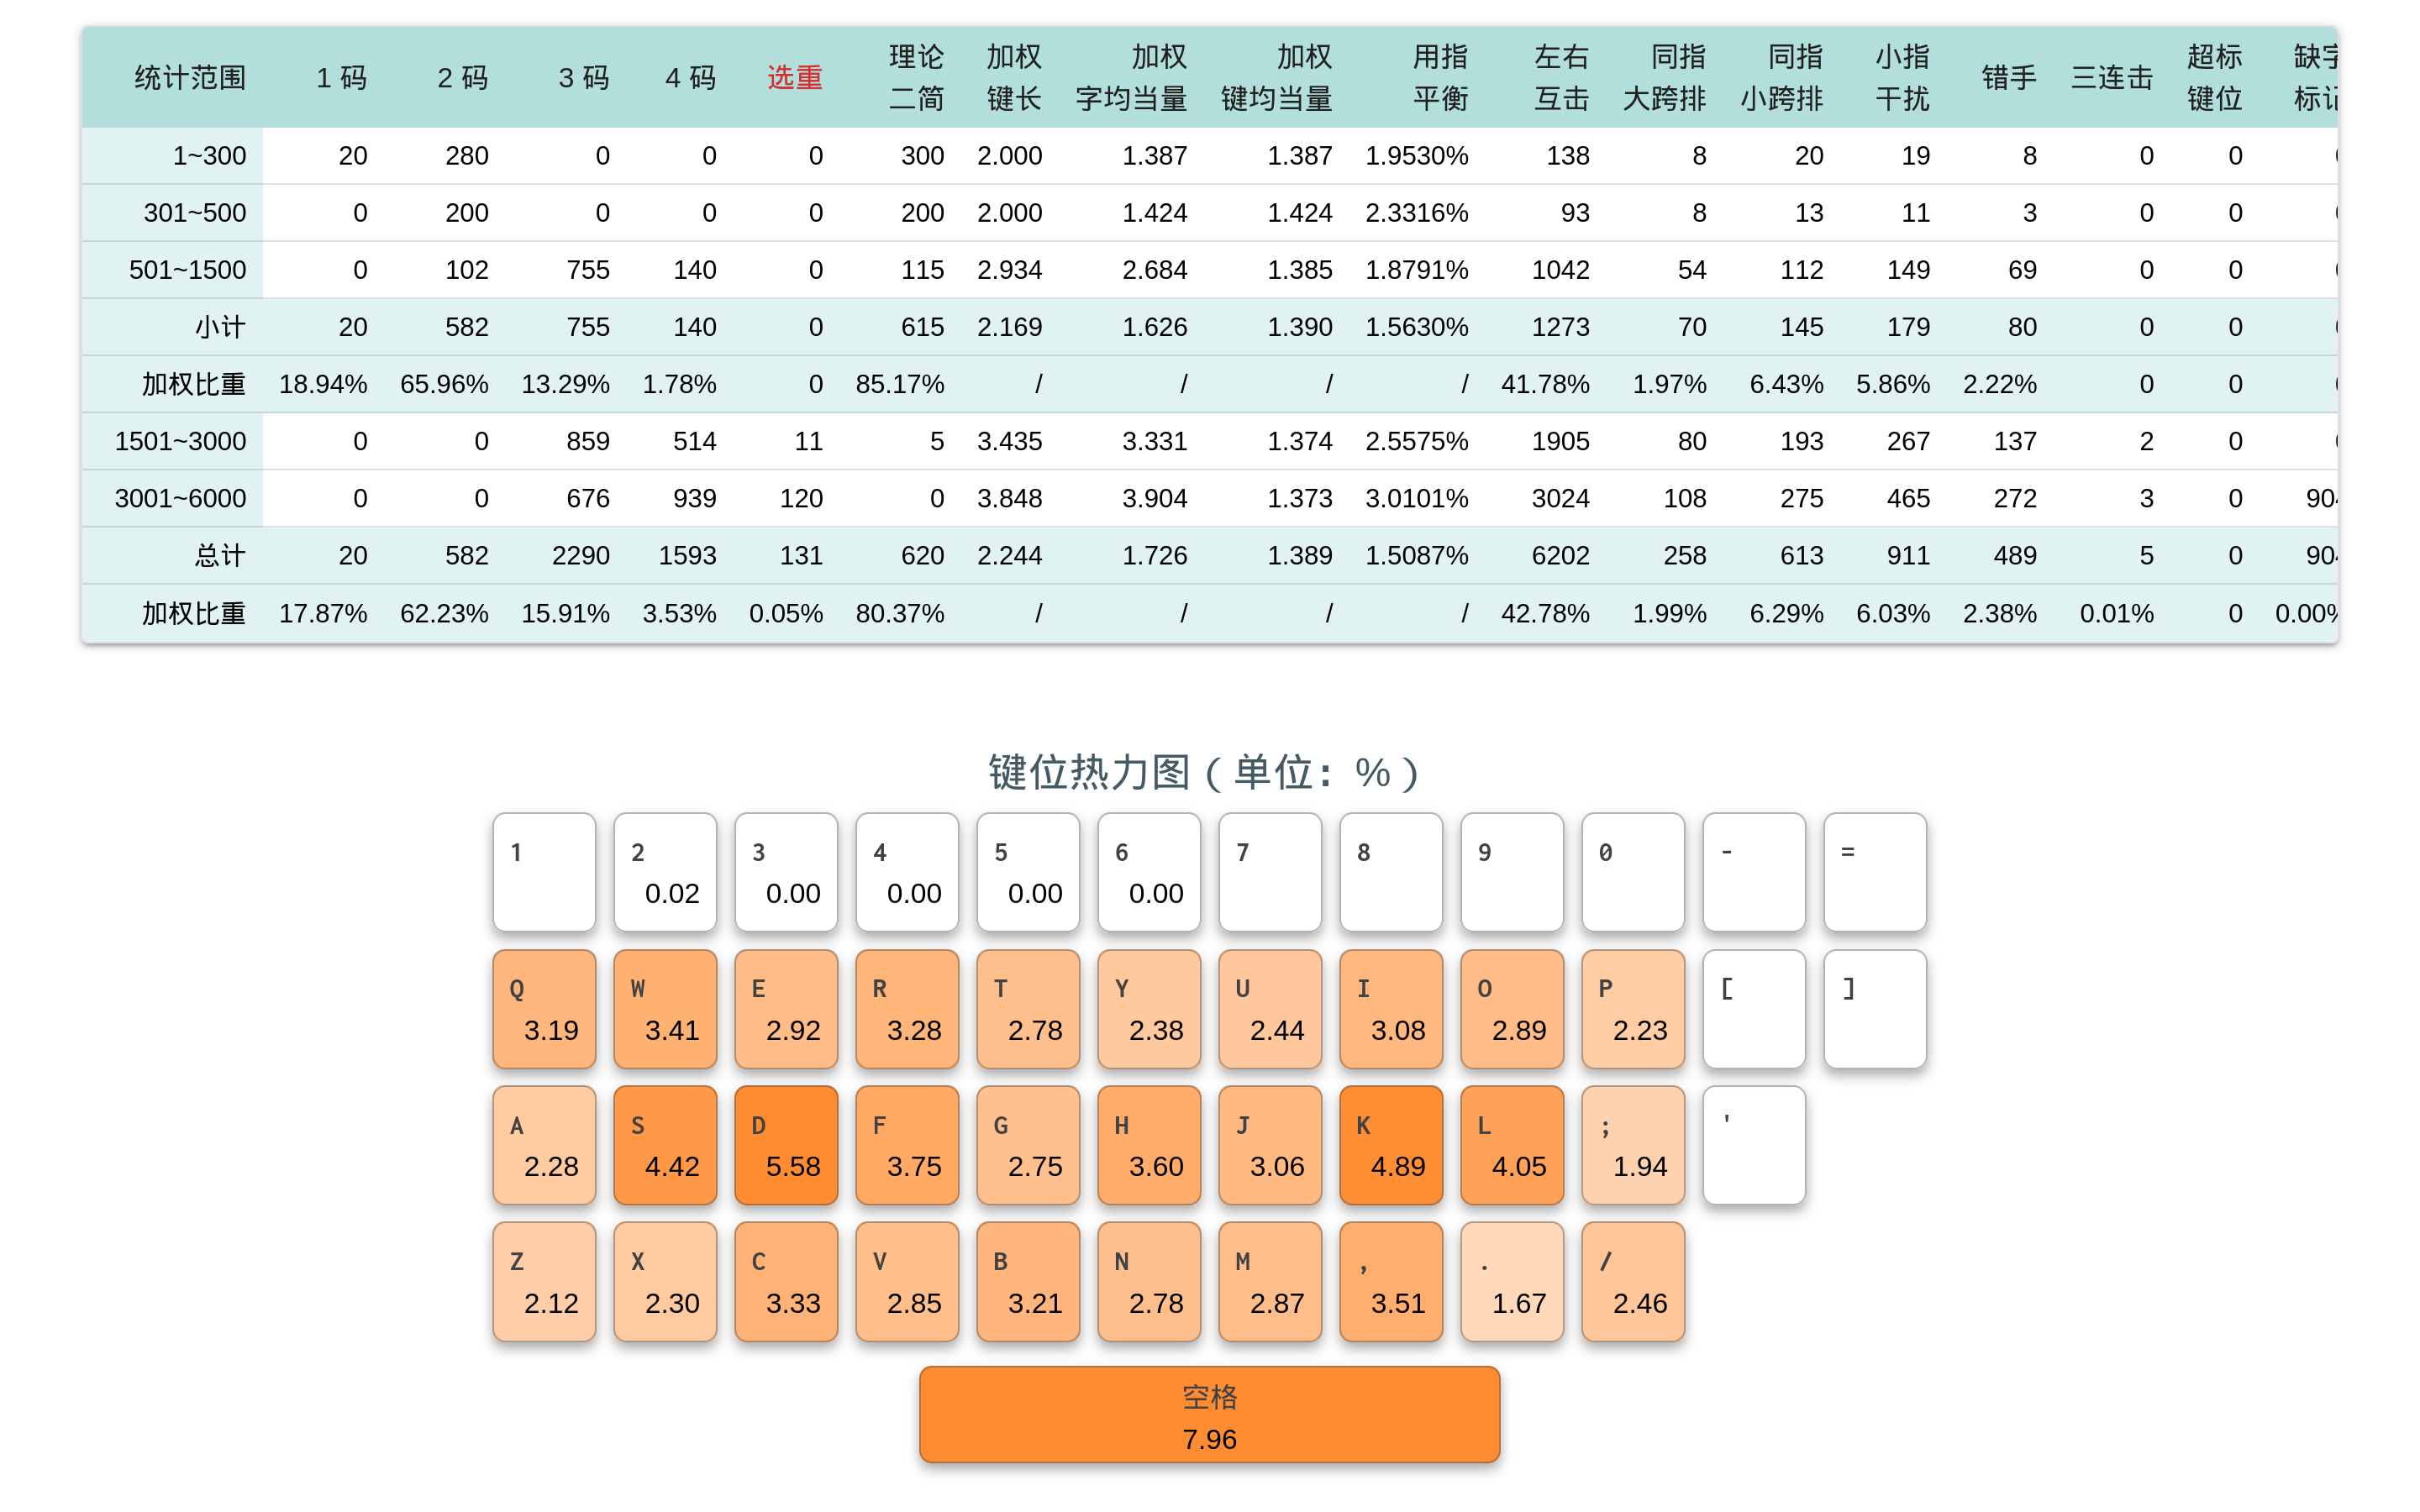 统计范围 1 码 2 码 3 码 4 码 选重 理论二简 加权键长 加权字均当量 加权键均当量 用指平衡 左右互击 同指大跨排 同指小跨排 小指干扰 错手 三连击 超标键位
1~300 20 280 0 0 0 300 2.000 1.387 1.387 1.9530% 138 8 20 19 8 0 0
301~500 0 200 0 0 0 200 2.000 1.424 1.424 2.3316% 93 8 13 11 3 0 0
501~1500 0 102 755 140 0 115 2.934 2.684 1.385 1.8791% 1042 54 112 149 69 0 0
小计 20 582 755 140 0 615 2.169 1.626 1.390 1.5630% 1273 70 145 179 80 0 0
加权比重 18.94% 65.96% 13.29% 1.78% 0 85.17% / / / / 41.78% 1.97% 6.43% 5.86% 2.22% 0 0
1501~3000 0 0 859 514 11 5 3.435 3.331 1.374 2.5575% 1905 80 193 267 137 2 0
3001~6000 0 0 676 939 120 0 3.848 3.904 1.373 3.0101% 3024 108 275 465 272 3 0
总计 20 582 2290 1593 131 620 2.244 1.726 1.389 1.5087% 6202 258 613 911 489 5 0
加权比重 17.87% 62.23% 15.91% 3.53% 0.05% 80.37% / / / / 42.78% 1.99% 6.29% 6.03% 2.38% 0.01% 0
键位热力图（单位：%）
1 2 3 4 5 6 7 8 9 0 - =
0.02 0.00 0.00 0.00 0.00
Q W E R T Y U I O P [ ]
3.19 3.41 2.92 3.28 2.78 2.38 2.44 3.08 2.89 2.23
A S D F G H J K L ; '
2.28 4.42 5.58 3.75 2.75 3.60 3.06 4.89 4.05 1.94
Z X C V B N M , . /
2.12 2.30 3.33 2.85 3.21 2.78 2.87 3.51 1.67 2.46
空格
7.96